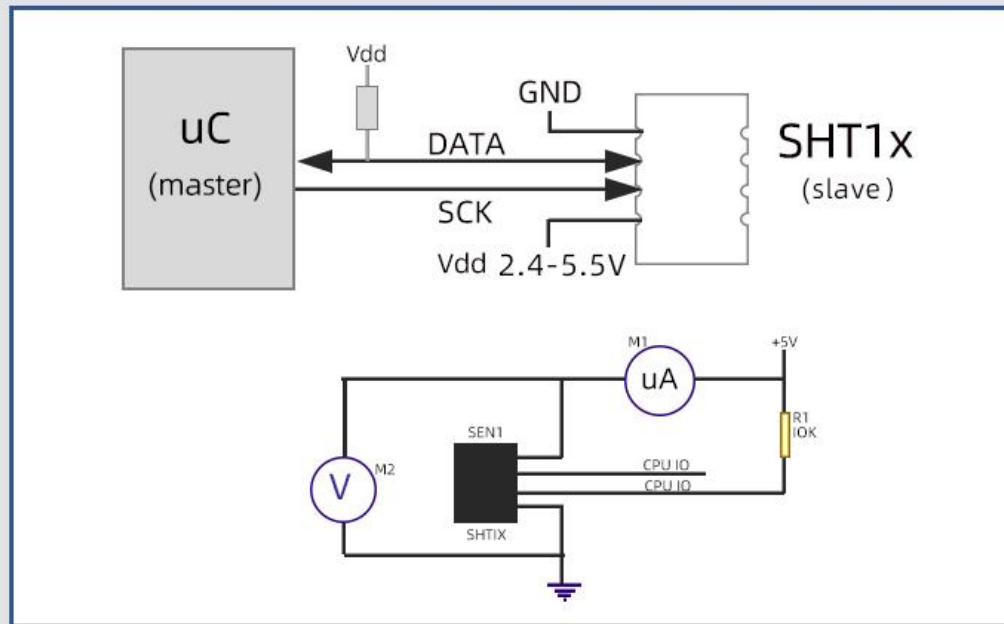 Vdd
uC
(master)
GND
DATA
SCK
Vdd 2.4-5.5V
SHT1x
(slave)
M1
uA
+5V
R1
IOK
SEN1
CPU IO
CPU IO
V
M2
SHTIX